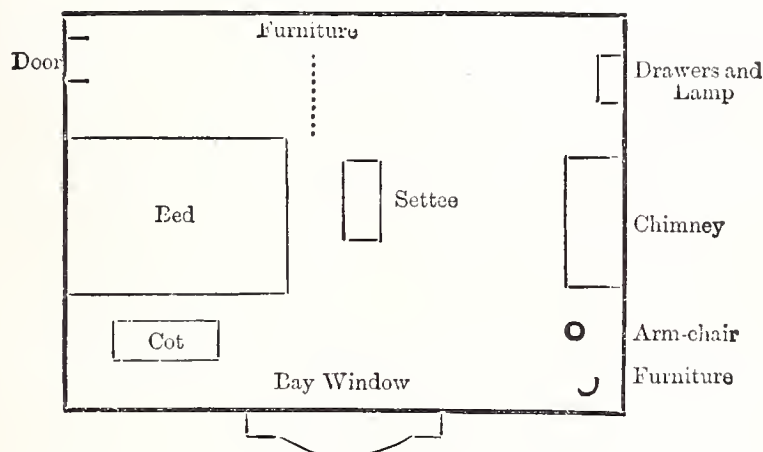 Furniture
Door
Drawers and
Lamp
Bed
Settee
Chimney
Cot
Arm-chair
Bay Window
Furniture